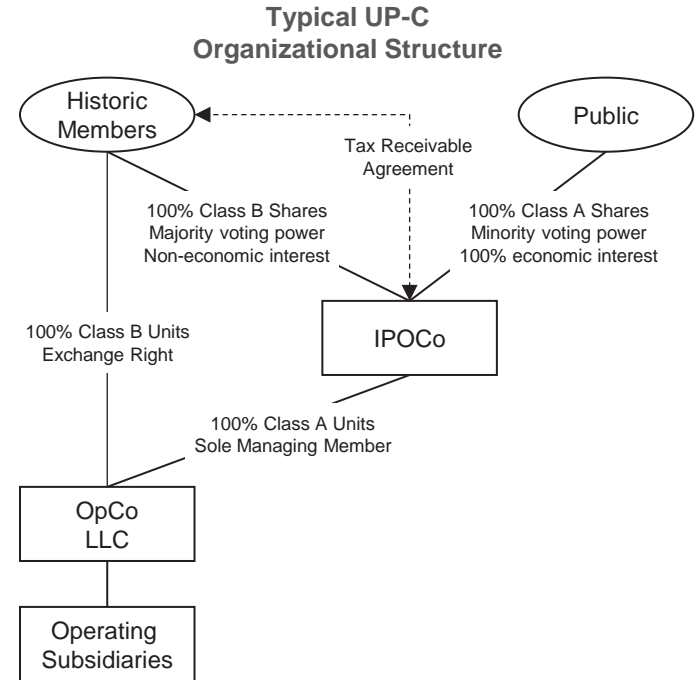 Typical UP-C
Organizational Structure
Historic
Members
Public
Tax Receivable
Agreement
100% Class B Shares
Majority voting power
Non-economic interest
100% Class A Shares
Minority voting power
100% economic interest
100% Class B Units
Exchange Right
IPOCo
100% Class A Units
Sole Managing Member
OpCo
LLC
Operating
Subsidiaries